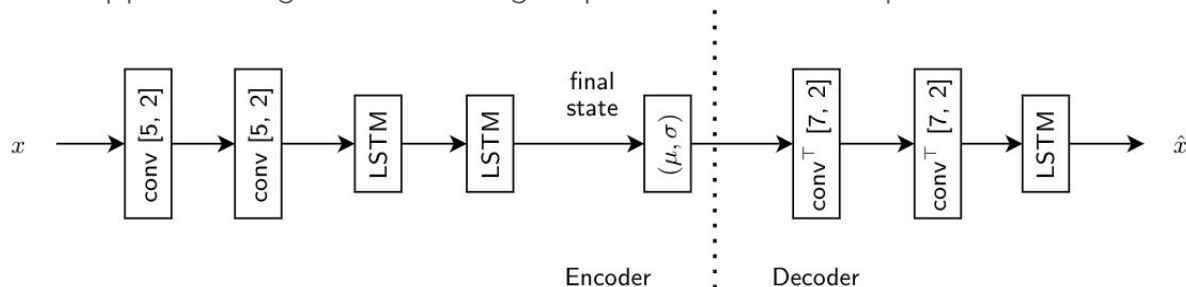 x
conv [5, 2]
conv [5, 2]
LSTM
LSTM
final
state
(μ, σ)
conv⊤ [7, 2]
conv⊤ [7, 2]
LSTM
x̂
Encoder
Decoder